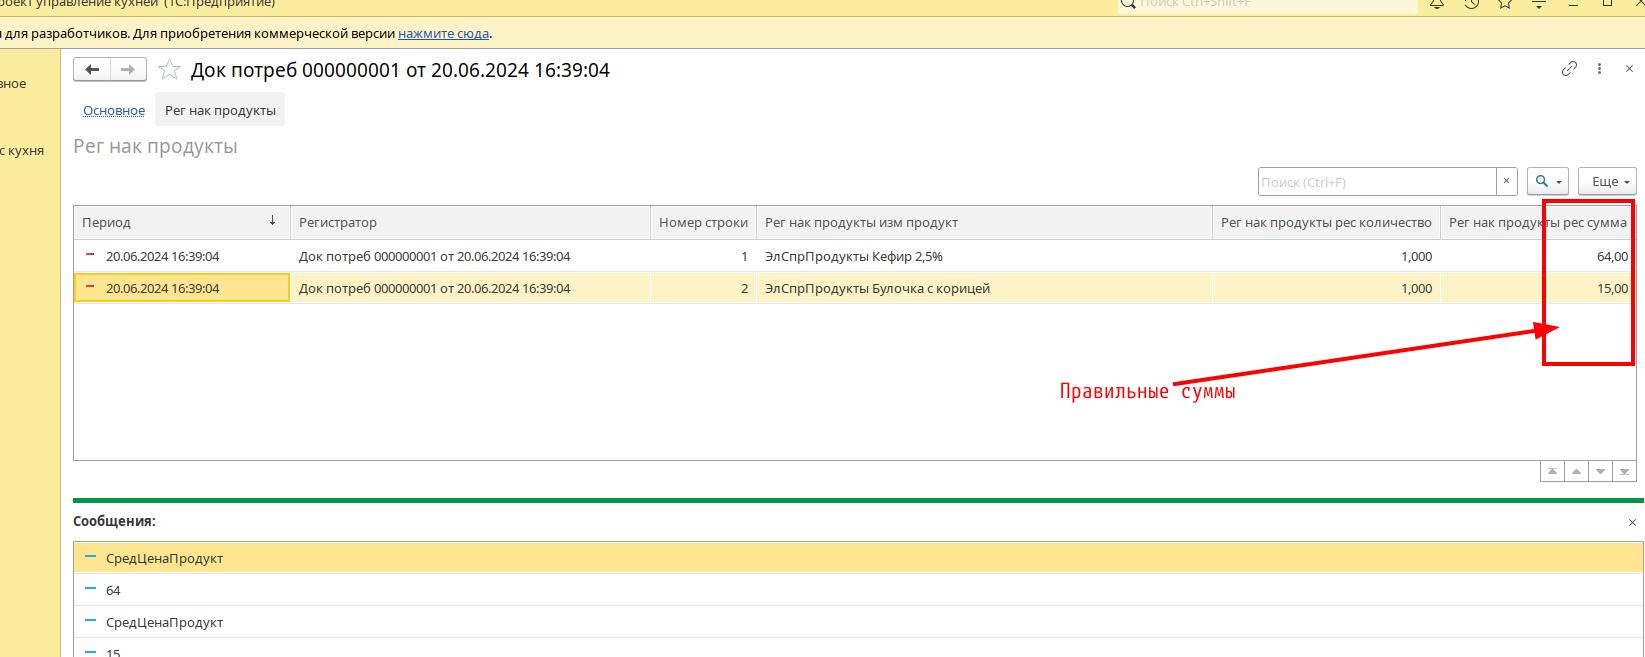 роект управление кухней (1С:Предприятие)
Поиск Ctrl+Shift+F
для разработчиков. Для приобретения коммерческой версии нажмите сюда.
Док потреб 000000001 от 20.06.2024 16:39:04
Основное
Рег нак продукты
Рег нак продукты
с кухня
Поиск (Ctrl+F)
Еще
Период
Регистратор
Номер строки
Рег нак продукты изм продукт
Рег нак продукты рес количество
Рег нак продукты рес сумма
20.06.2024 16:39:04
Док потреб 000000001 от 20.06.2024 16:39:04
1
ЭлСпрПродукты Кефир 2,5%
1,000
64,00
20.06.2024 16:39:04
Док потреб 000000001 от 20.06.2024 16:39:04
2
ЭлСпрПродукты Булочка с корицей
1,000
15,00
Правильные суммы
Сообщения:
СредЦенаПродукт
64
СредЦенаПродукт
15